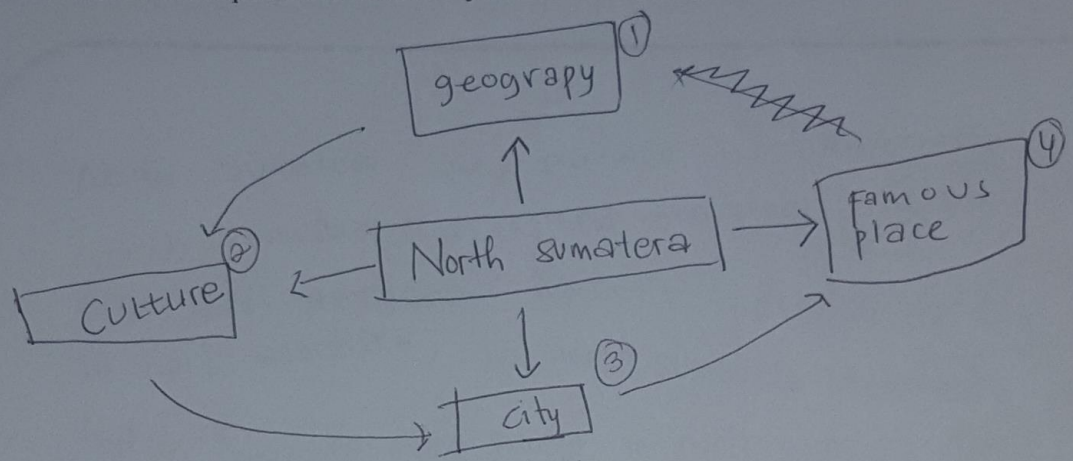 ①
geograpy
④
Famous
place
②
North sumatera
Culture
③
City